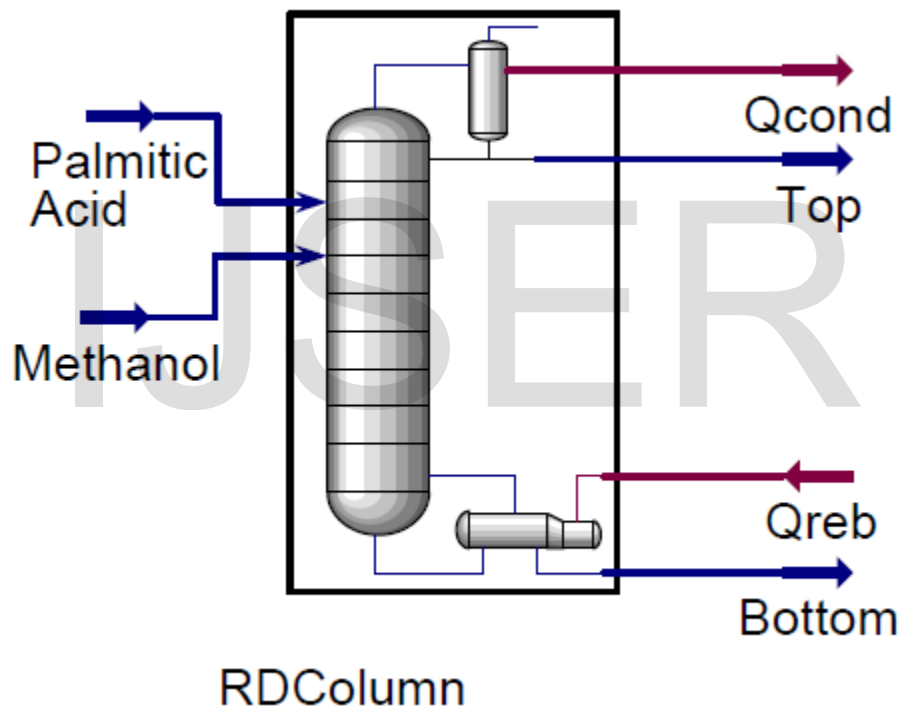 Qcond
Palmitic
Acid
Top
IJSER
Methanol
Qreb
Bottom
RDColumn